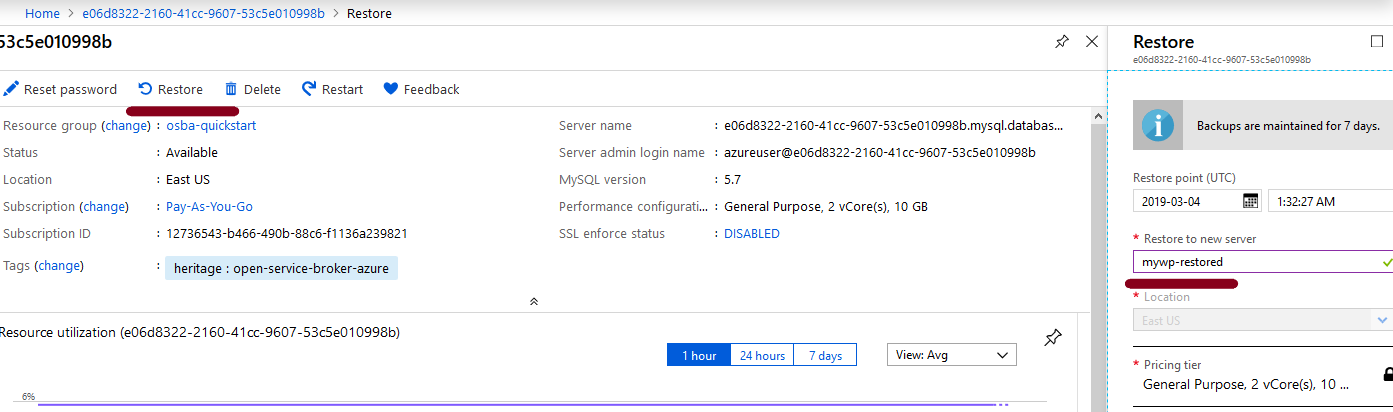 Home > e06d8322-2160-41cc-9607-53c5e010998b > Restore
53c5e010998b
Reset password Restore Delete Restart Feedback
Resource group (change) : osba-quickstart
Status : Available
Location : East US
Subscription (change) : Pay-As-You-Go
Subscription ID : 12736543-b466-490b-88c6-f1136a239821
Tags (change) : heritage : open-service-broker-azure
Server name : e06d8322-2160-41cc-9607-53c5e010998b.mysql.databas...
Server admin login name : azureuser@e06d8322-2160-41cc-9607-53c5e010998b
MySQL version : 5.7
Performance configurati... : General Purpose, 2 vCore(s), 10 GB
SSL enforce status : DISABLED
Resource utilization (e06d8322-2160-41cc-9607-53c5e010998b)
1 hour 24 hours 7 days View: Avg
6%
Restore
e06d8322-2160-41cc-9607-53c5e010998b
Backups are maintained for 7 days.
Restore point (UTC)
2019-03-04 1:32:27 AM
* Restore to new server
mywp-restored
* Location
East US
* Pricing tier
General Purpose, 2 vCore(s), 10 ...